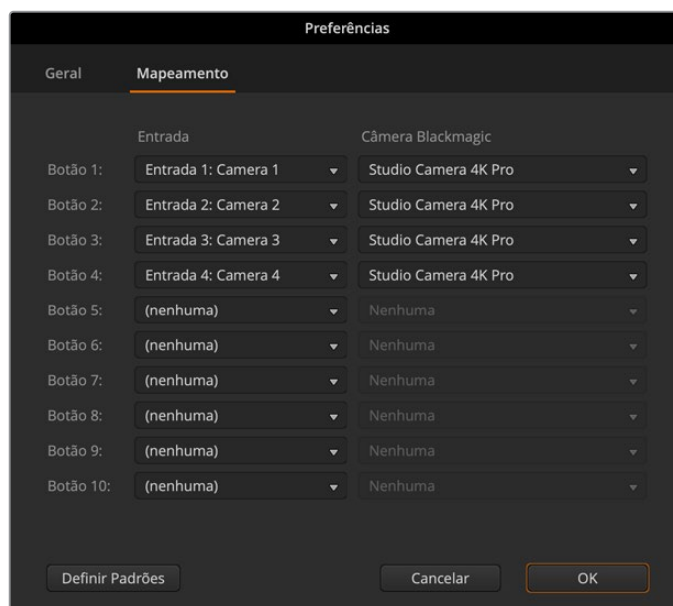 Preferências
Geral Mapeamento
Entrada Câmera Blackmagic
Botão 1: Entrada 1: Camera 1 Studio Camera 4K Pro
Botão 2: Entrada 2: Camera 2 Studio Camera 4K Pro
Botão 3: Entrada 3: Camera 3 Studio Camera 4K Pro
Botão 4: Entrada 4: Camera 4 Studio Camera 4K Pro
Botão 5: (nenhuma) Nenhuma
Botão 6: (nenhuma) Nenhuma
Botão 7: (nenhuma) Nenhuma
Botão 8: (nenhuma) Nenhuma
Botão 9: (nenhuma) Nenhuma
Botão 10: (nenhuma) Nenhuma
Definir Padrões Cancelar OK